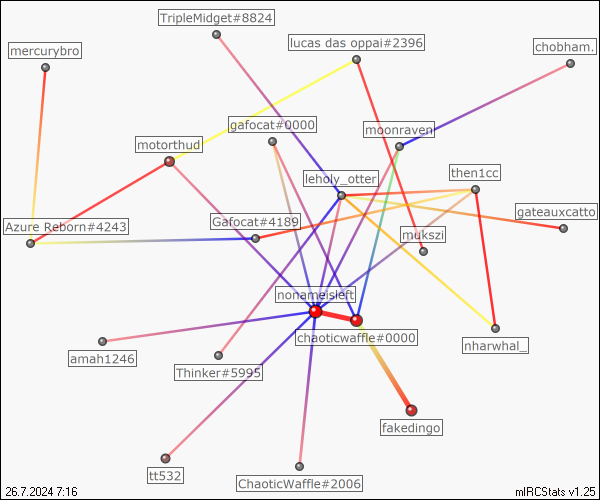 TripleMidget#8824
lucas das oppai#2396
mercurybro
chobham.
gafocat#0000
moonraven
motorthud
leholy_otter
then1cc
gateauxcatto
Azure Reborn#4243
Gafocat#4189
mukszi
nonameisleft
chaoticwaffle#0000
nharwhal_
amah1246
Thinker#5995
fakedingo
tt532
ChaoticWaffle#2006
26.7.2024 7:16
mIRCStats v1.25